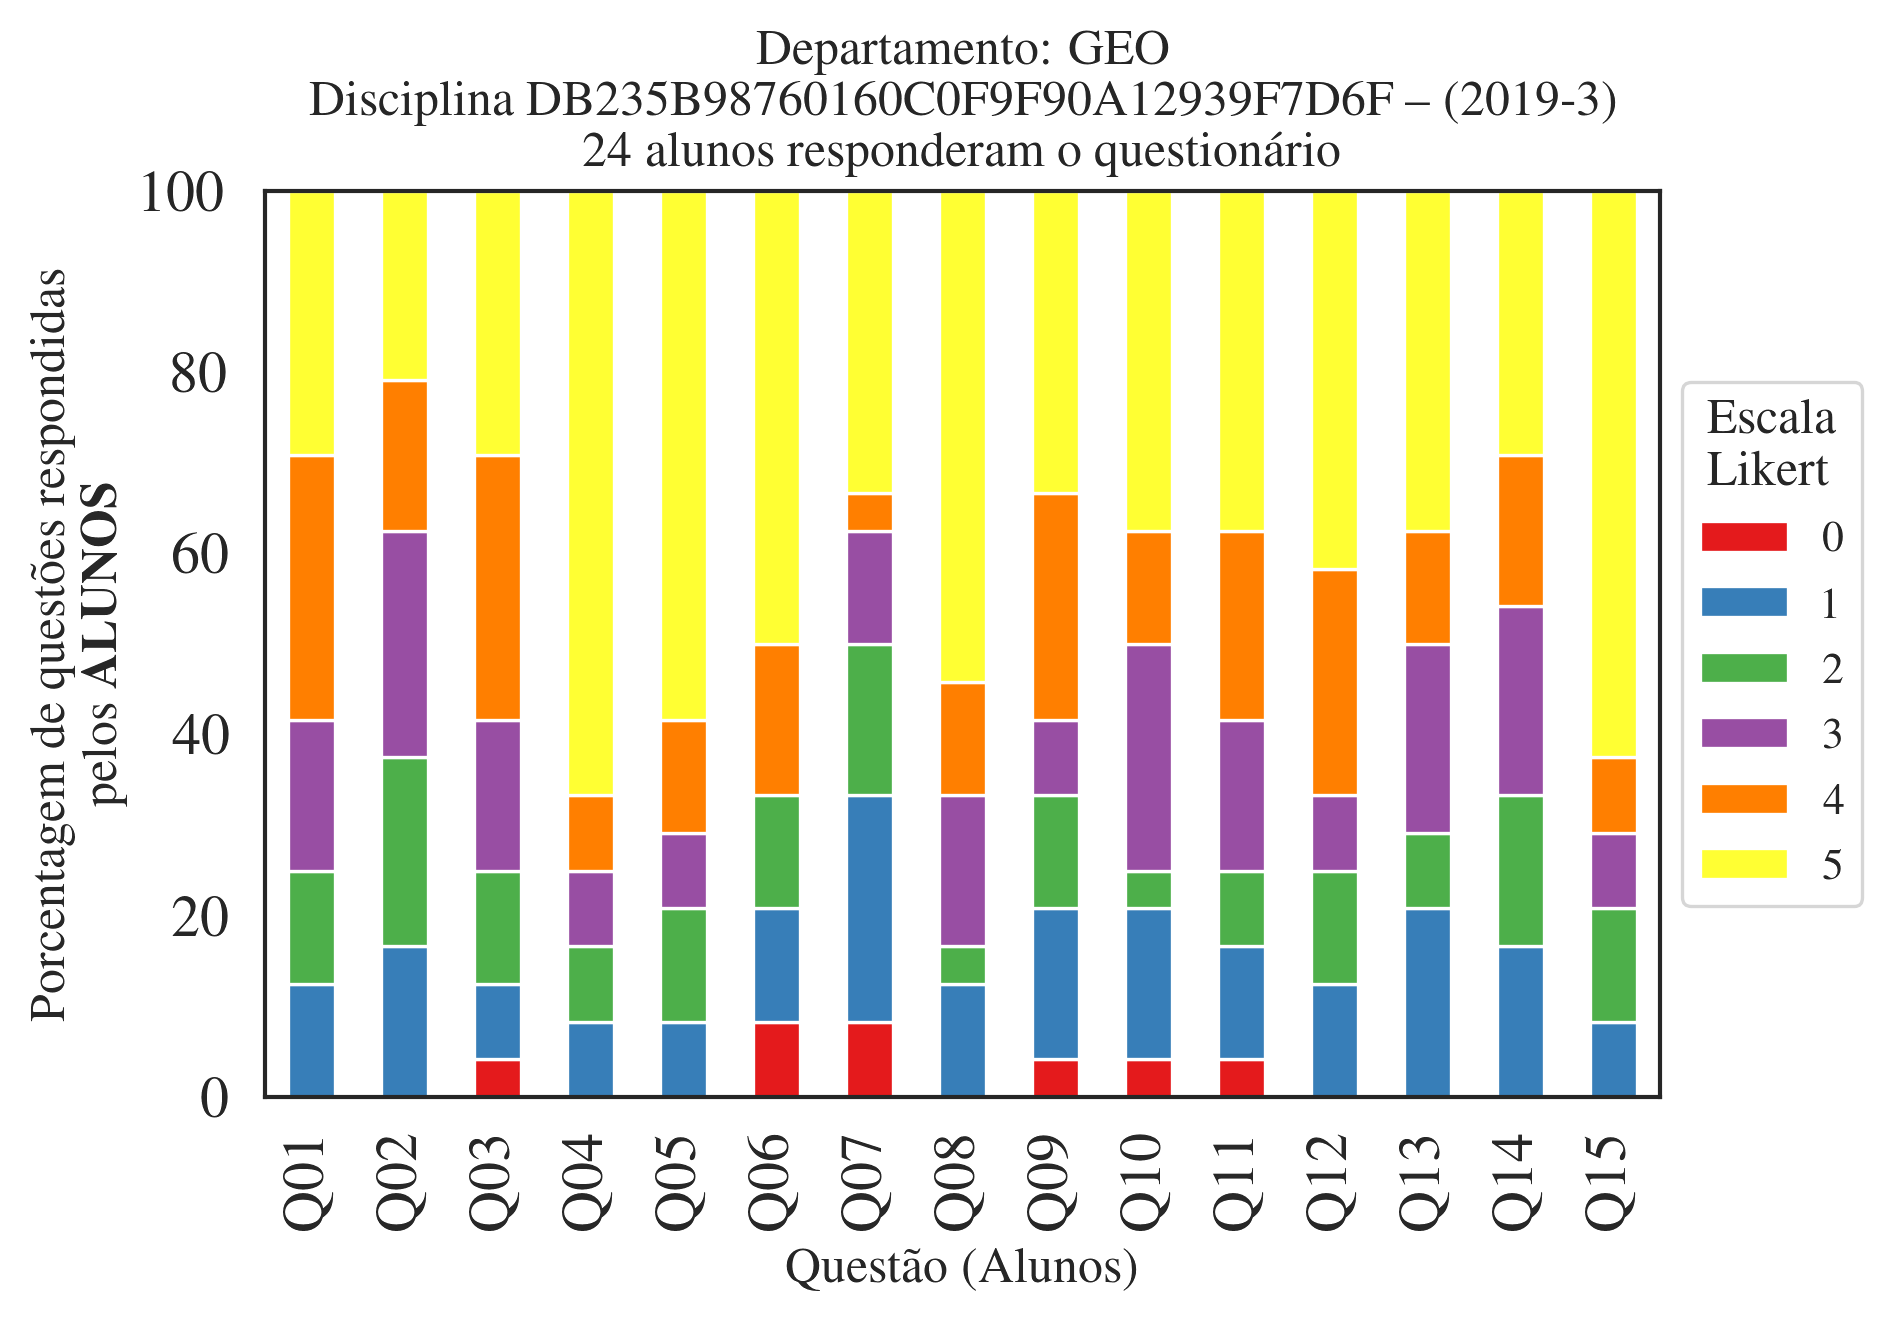 Departamento: GEO
Disciplina DB235B98760160C0F9F90A12939F7D6F – (2019-3)
24 alunos responderam o questionário
Porcentagem de questões respondidas
pelos ALUNOS
100
80
60
40
20
0
Q01
Q02
Q03
Q04
Q05
Q06
Q07
Q08
Q09
Q10
Q11
Q12
Q13
Q14
Q15
Questão (Alunos)
Escala
Likert
0
1
2
3
4
5